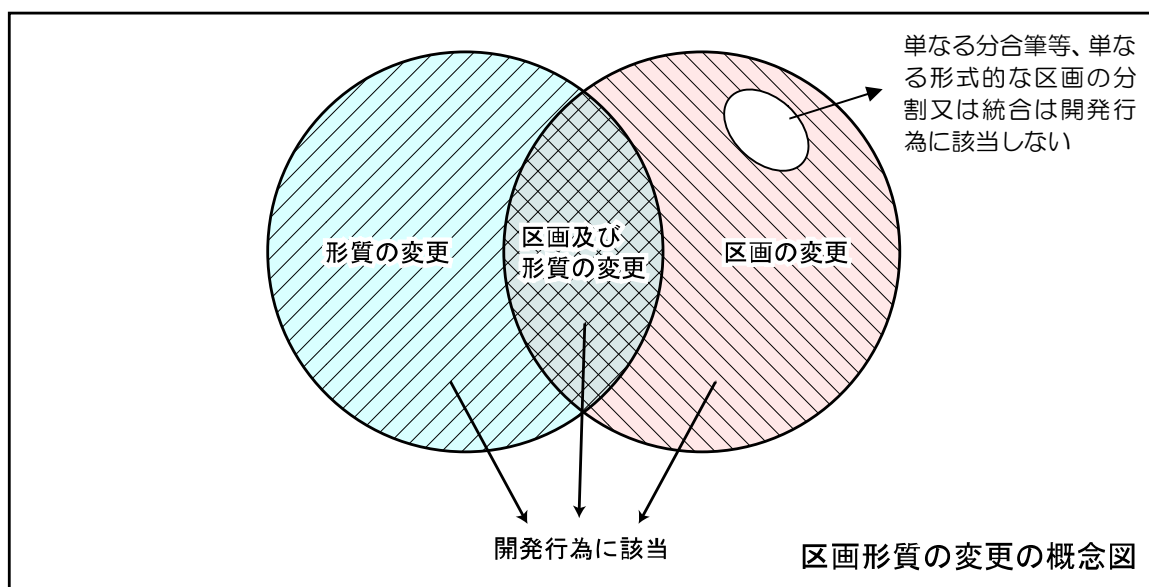 単なる分合筆等、単な
る形式的な区画の分
割又は統合は開発行
為に該当しない
形質の変更
区画及び
形質の変更
区画の変更
開発行為に該当
区画形質の変更の概念図